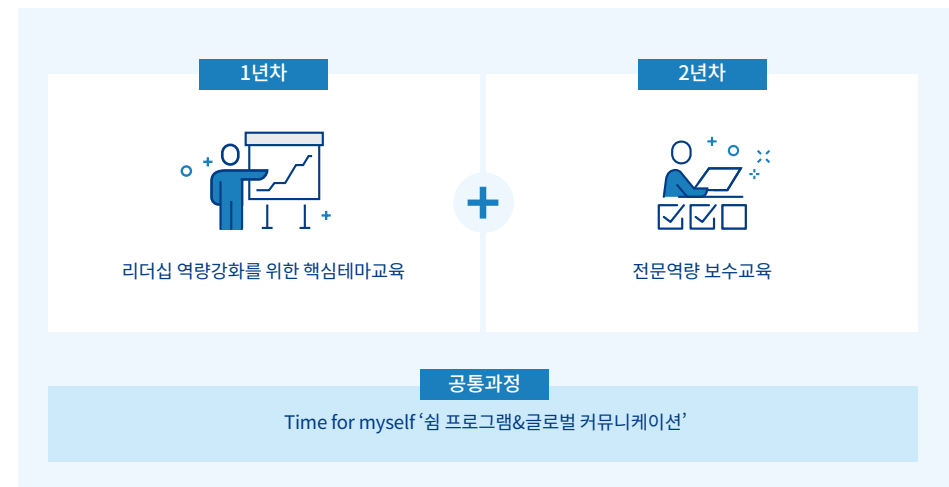 1년차
2년차
리더십 역량강화를 위한 핵심테마교육
전문역량 보수교육
공통과정
Time for myself ‘쉼 프로그램&글로벌 커뮤니케이션’